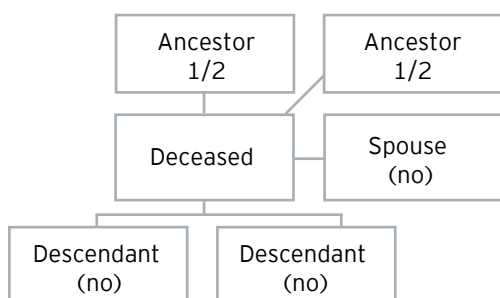 Ancestor
1/2
Ancestor
1/2
Deceased
Spouse
(no)
Descendant
(no)
Descendant
(no)